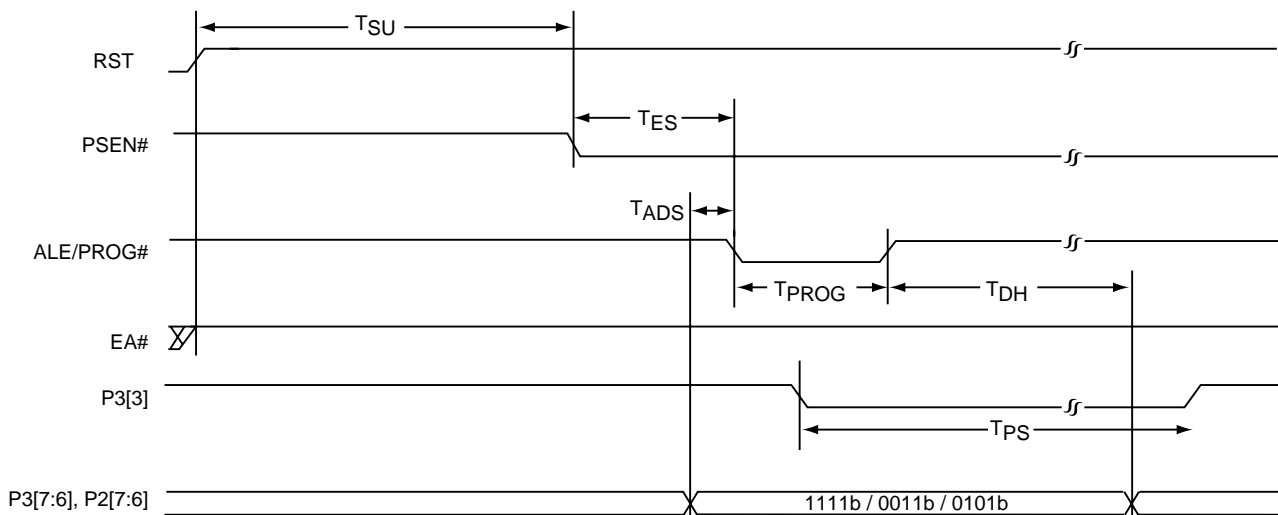 TSU
RST
TES
PSEN#
TADS
ALE/PROG#
TPROG
TDH
EA#
P3[3]
TPS
P3[7:6], P2[7:6]
1111b / 0011b / 0101b